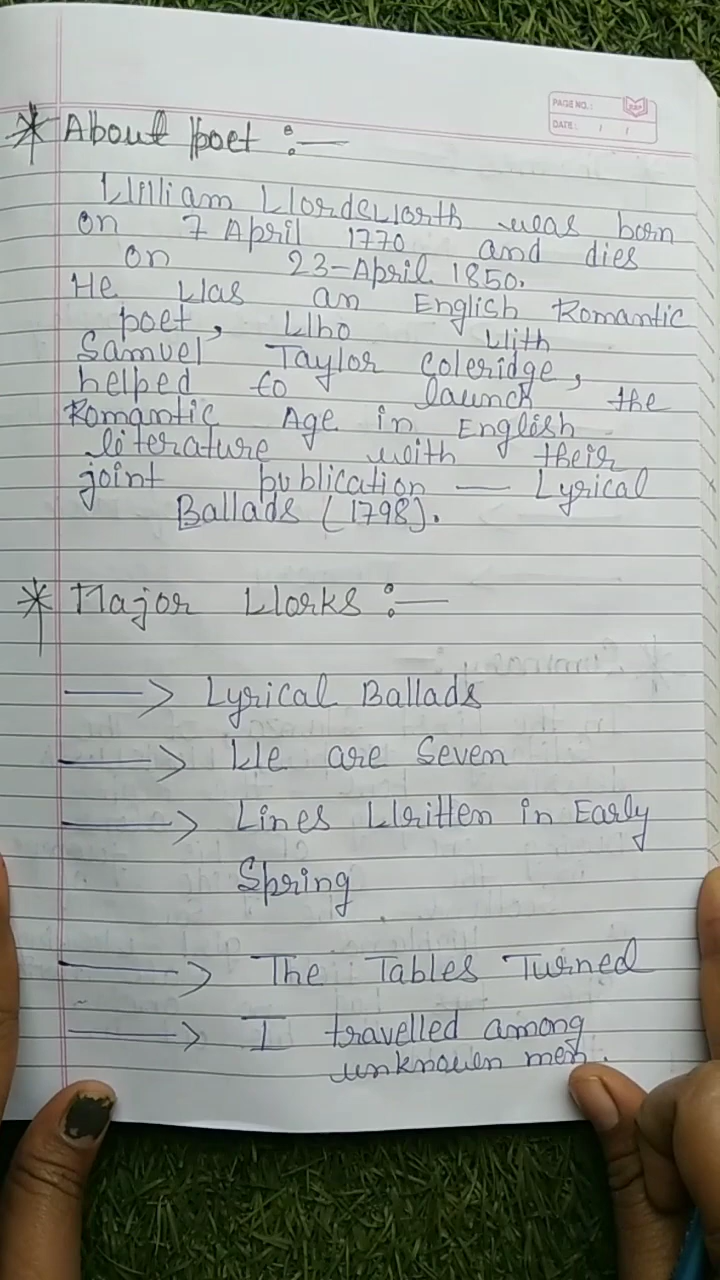 PAGE NO.:
DATE: / /
* About poet :—
William Wordsworth was born
on 7 April 1770 and dies
on 23-April. 1850.
He was an English Romantic
poet, who with
Samuel Taylor Coleridge,
helped to launch the
Romantic Age in English
literature with their
joint publication — Lyrical
Ballads (1798).
* Major Works :—
→ Lyrical Ballads
→ We are Seven
→ Lines Written in Early
Spring
→ The Tables Turned
→ I travelled among
unknown men.